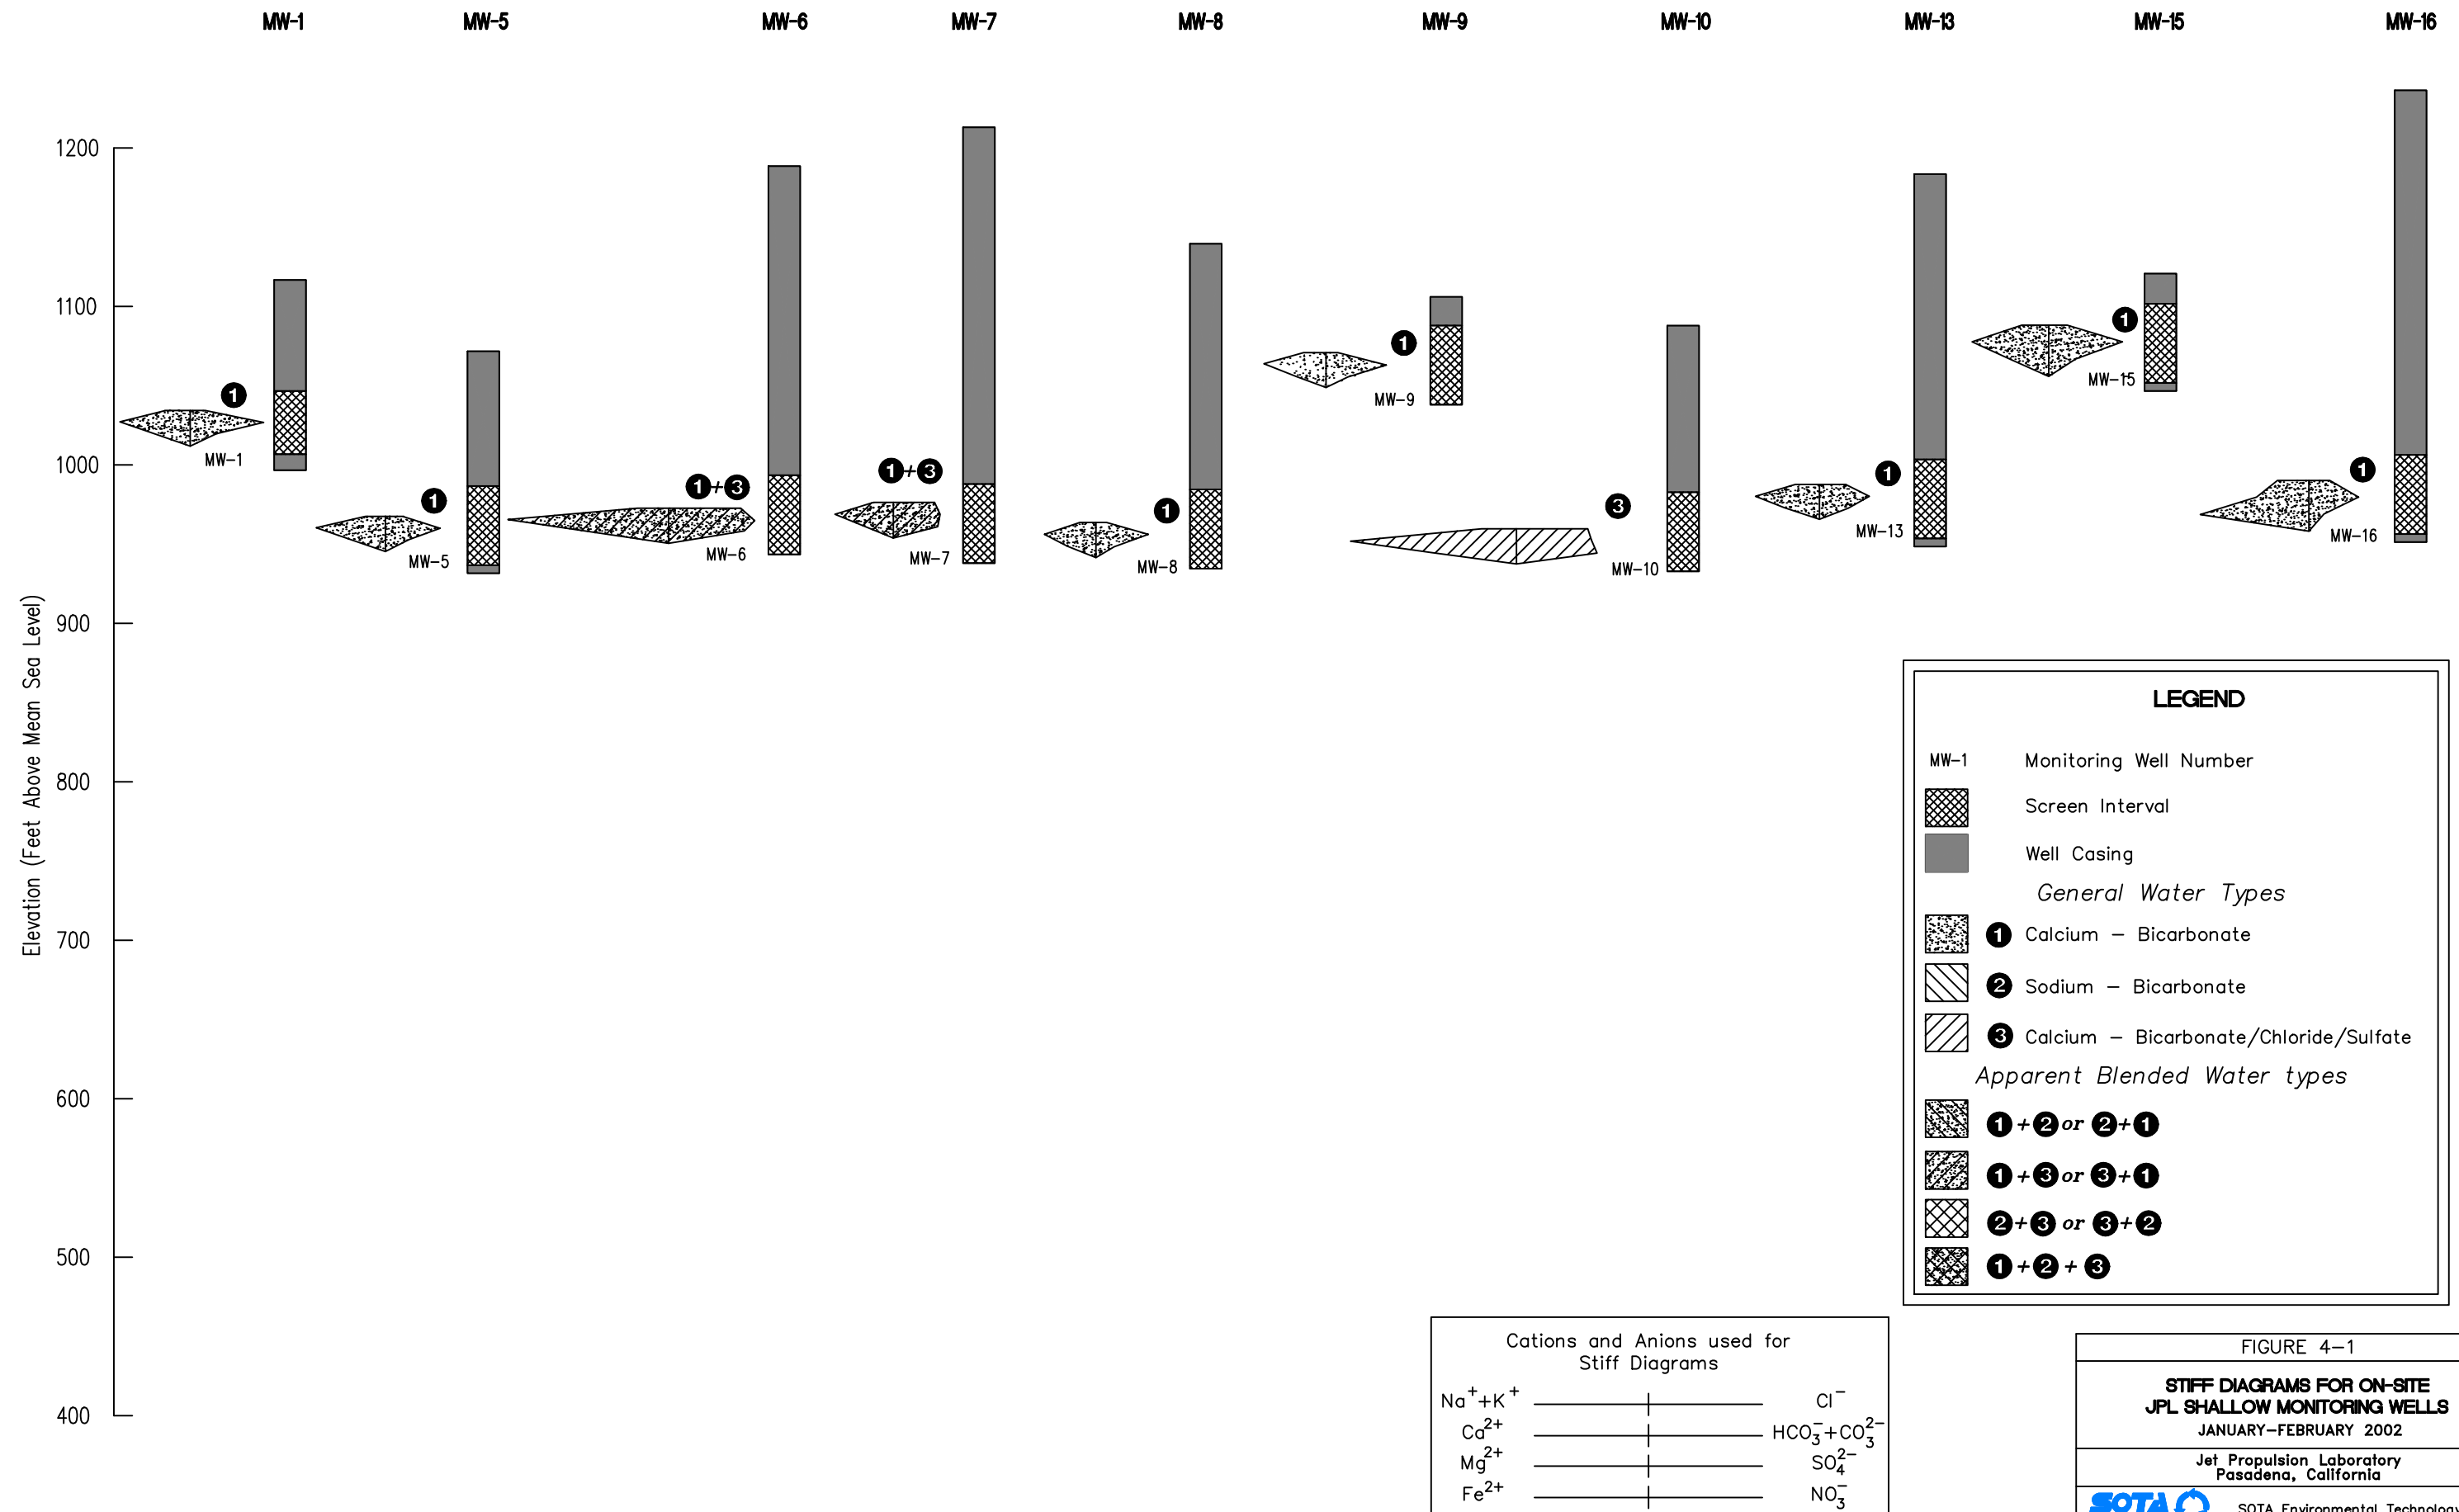 MW-1 MW-5 MW-6 MW-7 MW-8 MW-9 MW-10 MW-13 MW-15 MW-16
1200
1100
1000
900
800
700
600
500
400
Elevation (Feet Above Mean Sea Level)
1
MW-1
1
MW-5
1+3
MW-6
1+3
MW-7
1
MW-8
1
MW-9
3
MW-10
1
MW-13
1
MW-15
1
MW-16
LEGEND
MW-1 Monitoring Well Number
Screen Interval
Well Casing
General Water Types
1 Calcium – Bicarbonate
2 Sodium – Bicarbonate
3 Calcium – Bicarbonate/Chloride/Sulfate
Apparent Blended Water types
1+2 or 2+1
1+3 or 3+1
2+3 or 3+2
1+2+3
Cations and Anions used for
Stiff Diagrams
Na⁺+K⁺ Cl⁻
Ca²⁺ HCO₃⁻+CO₃²⁻
Mg²⁺ SO₄²⁻
Fe²⁺ NO₃⁻
FIGURE 4–1
STIFF DIAGRAMS FOR ON-SITE
JPL SHALLOW MONITORING WELLS
JANUARY–FEBRUARY 2002
Jet Propulsion Laboratory
Pasadena, California
SOTA SOTA Environmental Technology